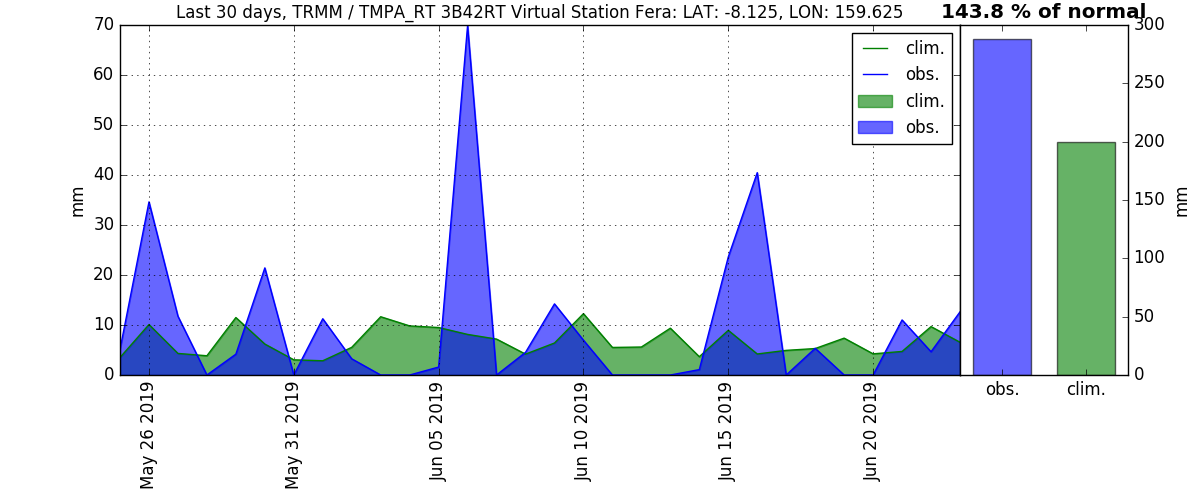 Last 30 days, TRMM / TMPA_RT 3B42RT Virtual Station Fera: LAT: -8.125, LON: 159.625
143.8 % of normal
70
60
50
40
30
20
10
0
mm
clim.
obs.
clim.
obs.
May 26 2019
May 31 2019
Jun 05 2019
Jun 10 2019
Jun 15 2019
Jun 20 2019
300
250
200
150
100
50
0
mm
obs.
clim.